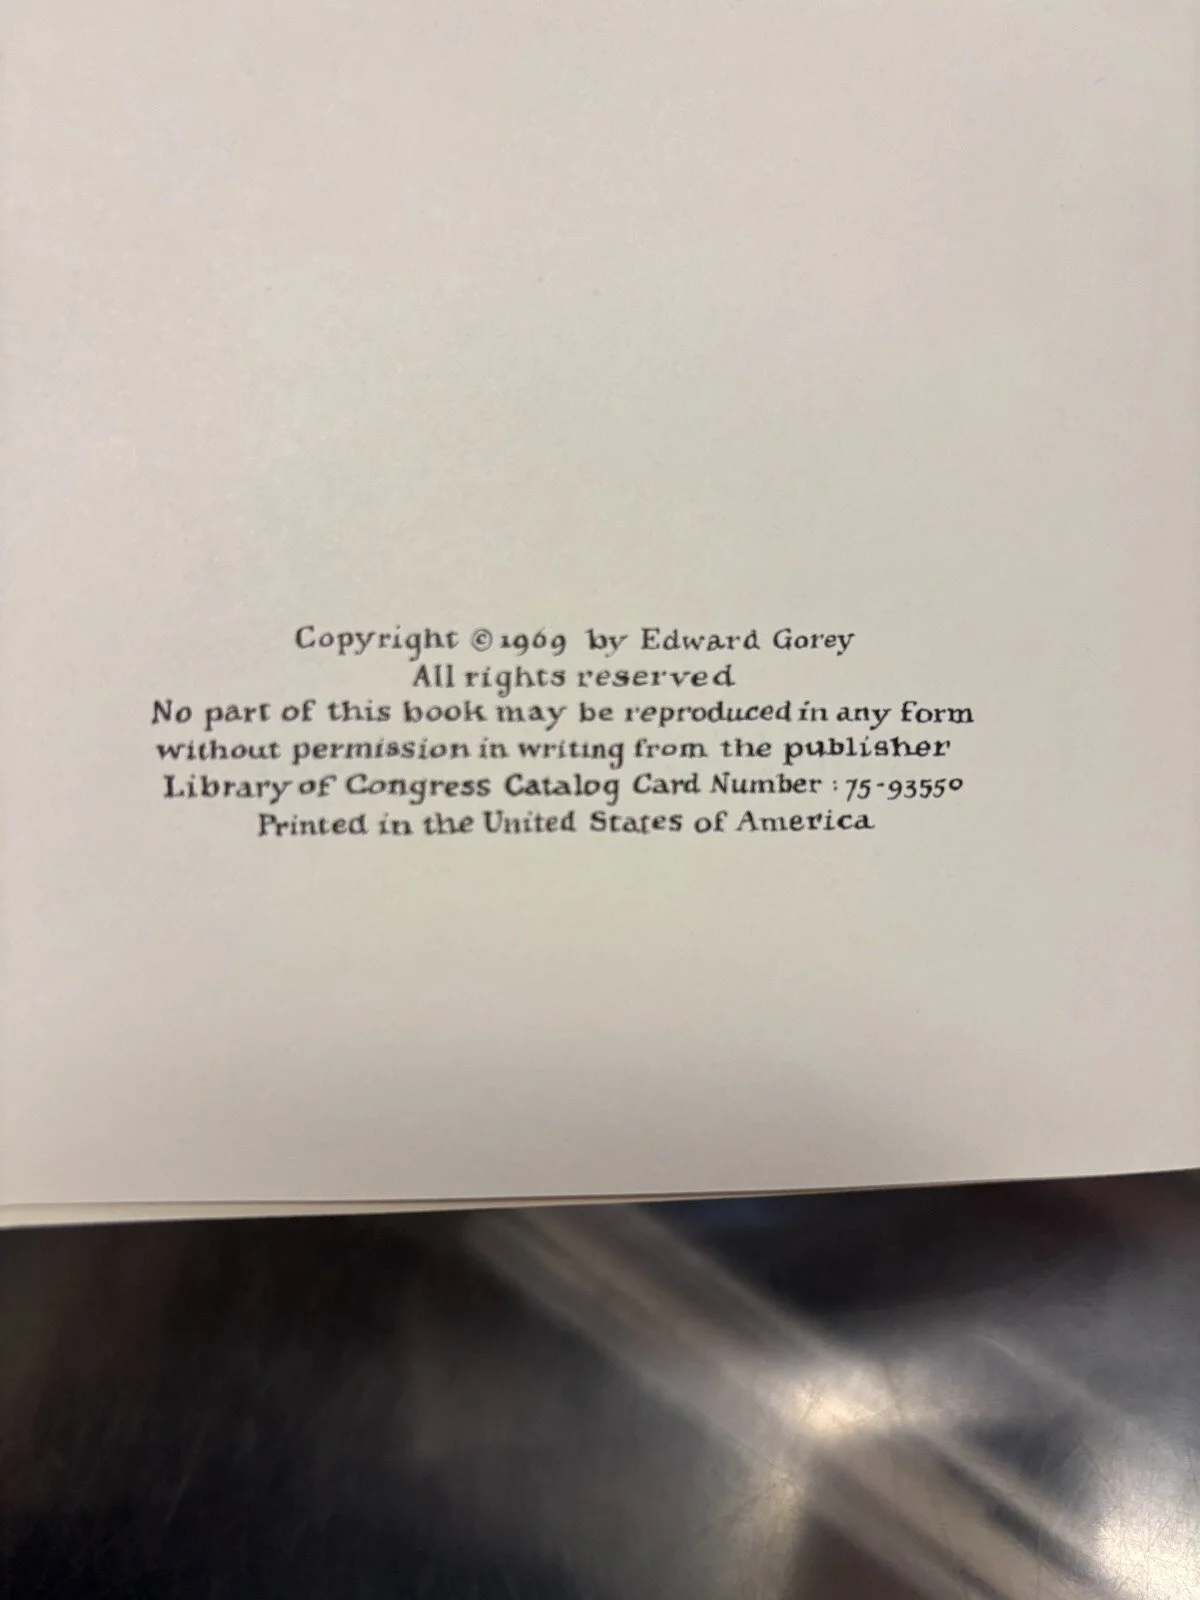 Copyright © 1969 by Edward Gorey
All rights reserved
No part of this book may be reproduced in any form
without permission in writing from the publisher
Library of Congress Catalog Card Number : 75-93550
Printed in the United States of America